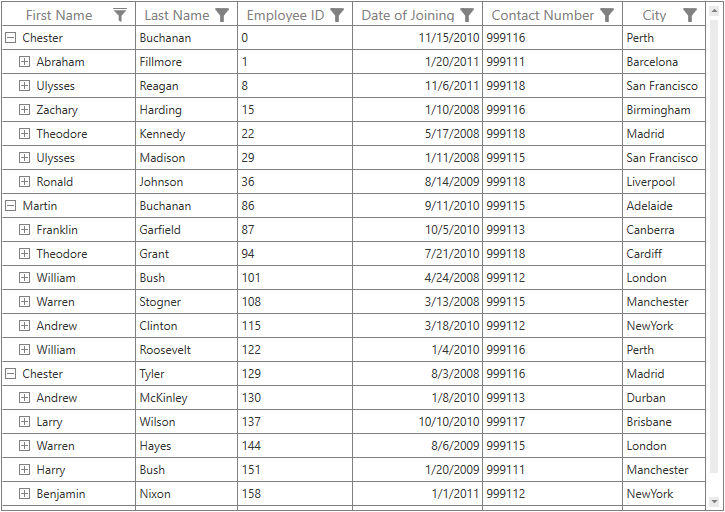 First Name Last Name Employee ID Date of Joining Contact Number City
Chester Buchanan 0 11/15/2010 999116 Perth
Abraham Fillmore 1 1/20/2011 999111 Barcelona
Ulysses Reagan 8 11/6/2011 999118 San Francisco
Zachary Harding 15 1/10/2008 999116 Birmingham
Theodore Kennedy 22 5/17/2008 999118 Madrid
Ulysses Madison 29 1/11/2008 999115 San Francisco
Ronald Johnson 36 8/14/2009 999118 Liverpool
Martin Buchanan 86 9/11/2010 999115 Adelaide
Franklin Garfield 87 10/5/2010 999113 Canberra
Theodore Grant 94 7/21/2010 999118 Cardiff
William Bush 101 4/24/2008 999112 London
Warren Stogner 108 3/13/2008 999115 Manchester
Andrew Clinton 115 3/18/2010 999112 NewYork
William Roosevelt 122 1/4/2010 999116 Perth
Chester Tyler 129 8/3/2008 999116 Madrid
Andrew McKinley 130 1/8/2010 999113 Durban
Larry Wilson 137 10/10/2010 999117 Brisbane
Warren Hayes 144 8/6/2009 999115 London
Harry Bush 151 1/20/2009 999111 Manchester
Benjamin Nixon 158 1/1/2011 999112 NewYork